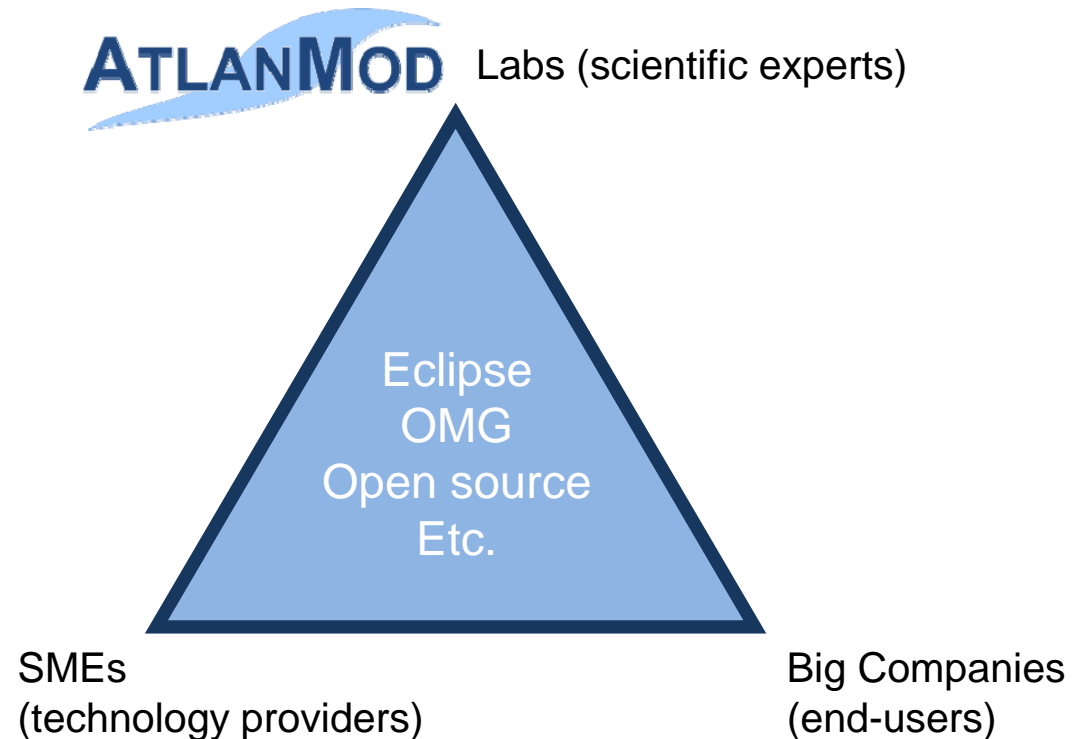 ATLANMOD Labs (scientific experts)
Eclipse
OMG
Open source
Etc.
SMEs
(technology providers)
Big Companies
(end-users)